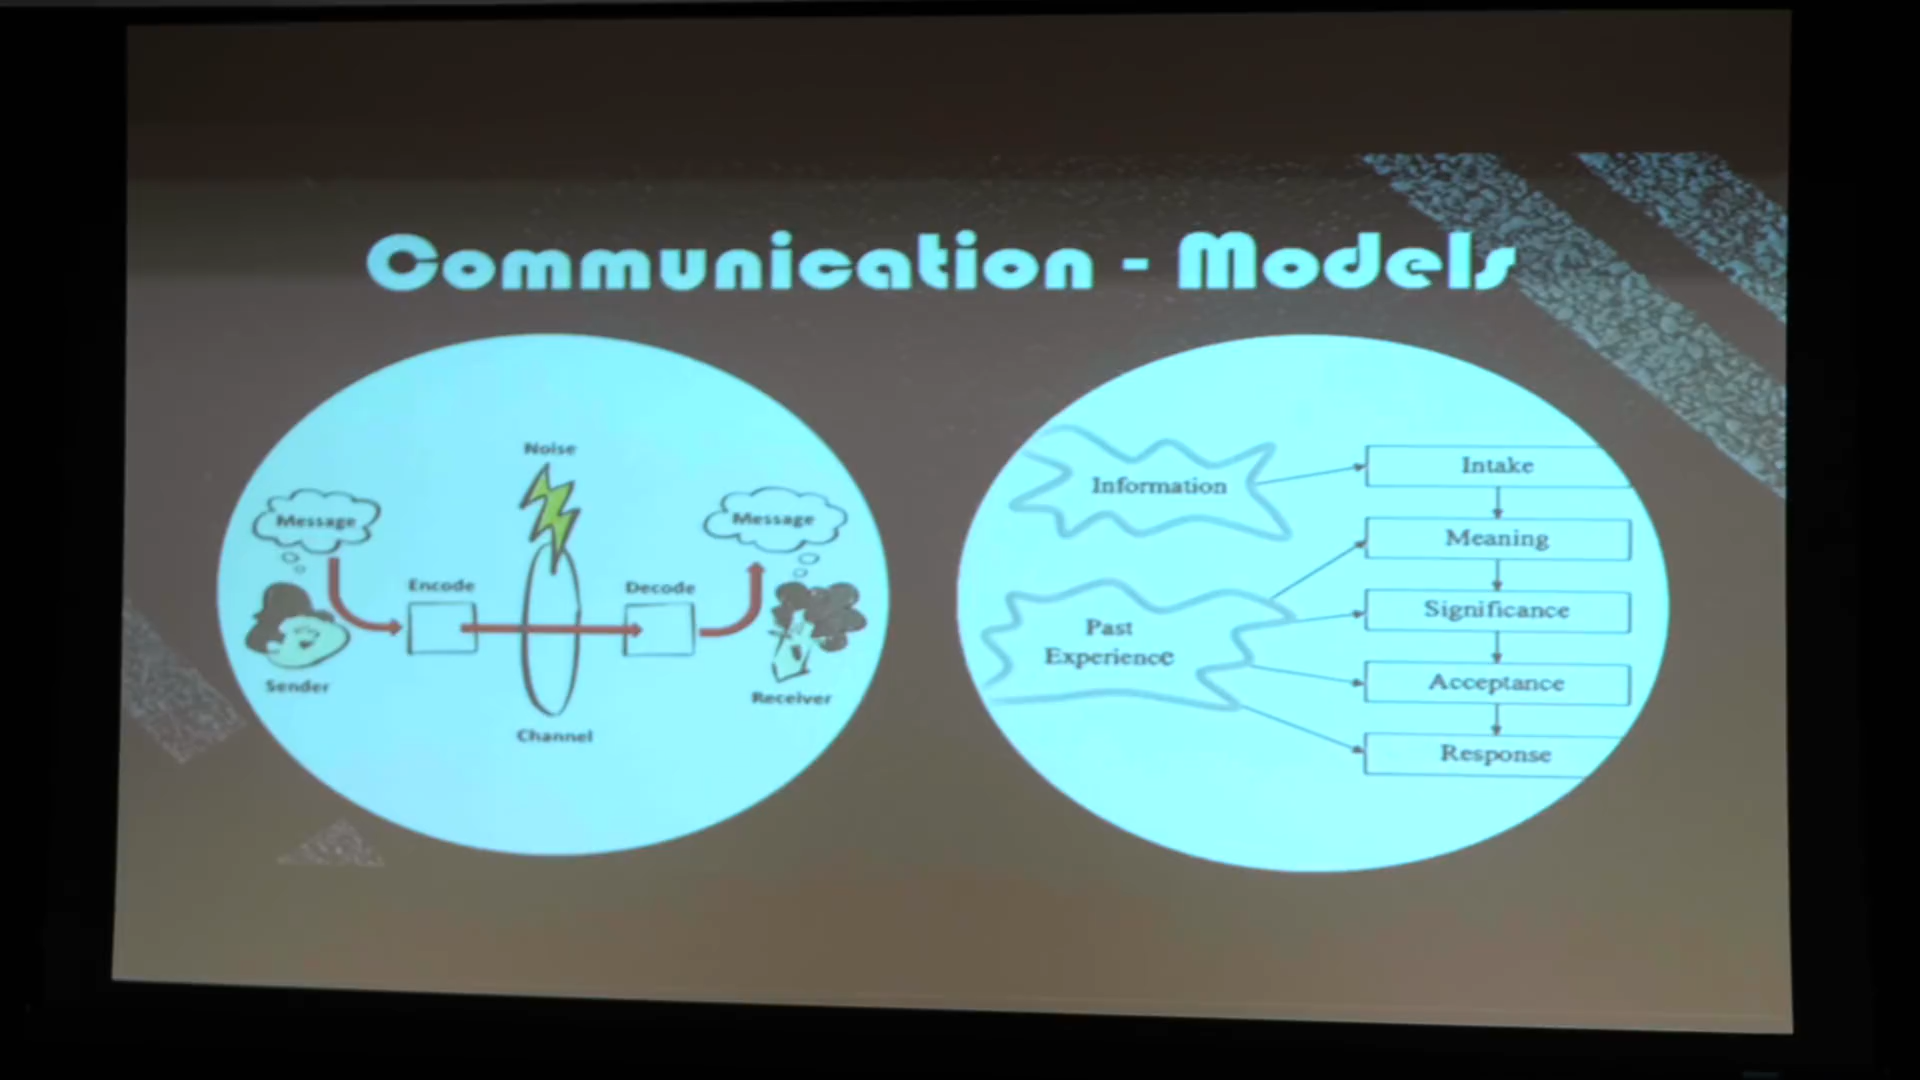 Communication - Models
Noise
Message
Message
Encode
Decode
Sender
Receiver
Channel
Information
Past
Experience
Intake
Meaning
Significance
Acceptance
Response